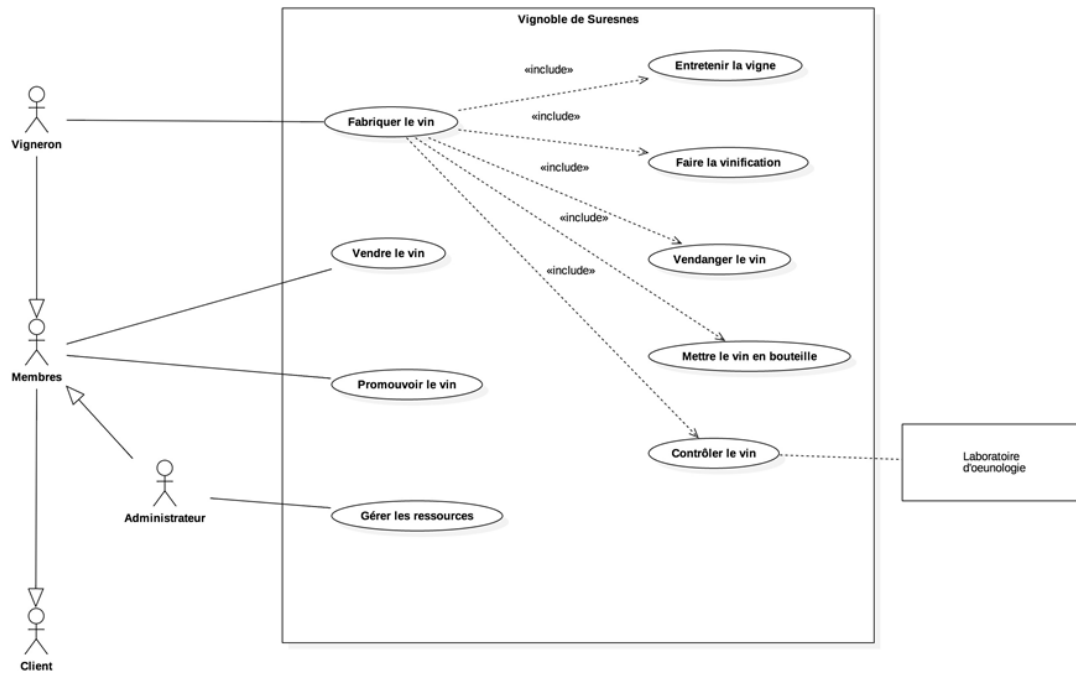 Vignoble de Suresnes
Entretenir la vigne
«include»
Fabriquer le vin
«include»
Vigneron
Faire la vinification
«include»
«include»
Vendre le vin
Vendanger le vin
«include»
Mettre le vin en bouteille
Membres
Promouvoir le vin
Contrôler le vin
Laboratoire
d'oeunologie
Administrateur
Gérer les ressources
Client